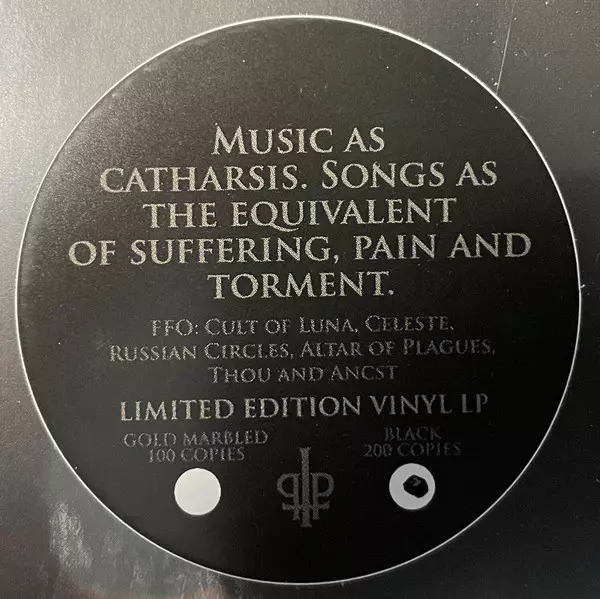 MUSIC AS
CATHARSIS. SONGS AS
THE EQUIVALENT
OF SUFFERING, PAIN AND
TORMENT.
FFO: CULT OF LUNA, CELESTE,
RUSSIAN CIRCLES, ALTAR OF PLAGUES,
THOU AND ANCST
LIMITED EDITION VINYL LP
GOLD MARBLED
100 COPIES
BLACK
200 COPIES